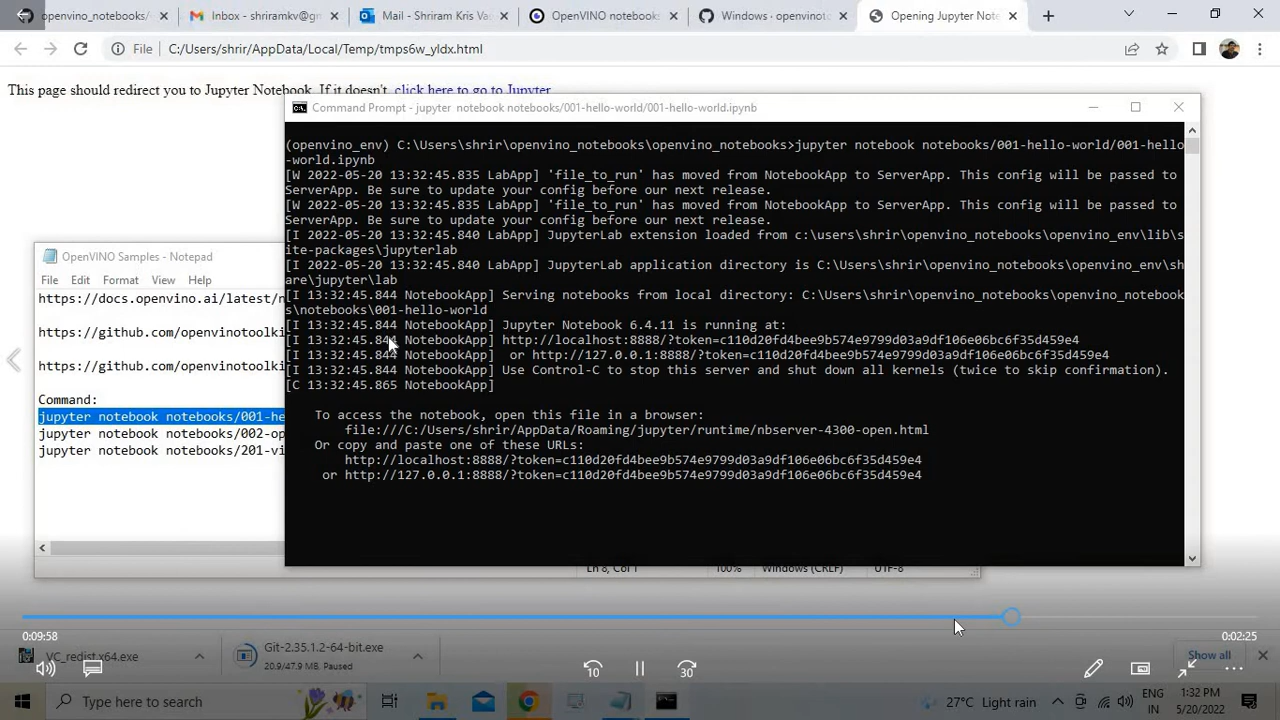 openvino_notebooks/
Inbox - shriramkv@gm
Mail - Shriram Kris Va
OpenVINO notebooks
Windows · openvinoto
Opening Jupyter Note
File
C:/Users/shrir/AppData/Local/Temp/tmps6w_yldx.html
This page should redirect you to Jupyter Notebook. If it doesn't, click here to go to Jupyter.
Command Prompt - jupyter notebook notebooks/001-hello-world/001-hello-world.ipynb
(openvino_env) C:\Users\shrir\openvino_notebooks\openvino_notebooks>jupyter notebook notebooks/001-hello-world/001-hello
-world.ipynb
[W 2022-05-20 13:32:45.835 LabApp] 'file_to_run' has moved from NotebookApp to ServerApp. This config will be passed to
ServerApp. Be sure to update your config before our next release.
[W 2022-05-20 13:32:45.835 LabApp] 'file_to_run' has moved from NotebookApp to ServerApp. This config will be passed to
ServerApp. Be sure to update your config before our next release.
[I 2022-05-20 13:32:45.840 LabApp] JupyterLab extension loaded from c:\users\shrir\openvino_notebooks\openvino_env\lib\s
ite-packages\jupyterlab
[I 2022-05-20 13:32:45.840 LabApp] JupyterLab application directory is C:\Users\shrir\openvino_notebooks\openvino_env\sh
are\jupyter\lab
[I 13:32:45.844 NotebookApp] Serving notebooks from local directory: C:\Users\shrir\openvino_notebooks\openvino_notebook
s\notebooks\001-hello-world
[I 13:32:45.844 NotebookApp] Jupyter Notebook 6.4.11 is running at:
[I 13:32:45.844 NotebookApp] http://localhost:8888/?token=c110d20fd4bee9b574e9799d03a9df106e06bc6f35d459e4
[I 13:32:45.844 NotebookApp]  or http://127.0.0.1:8888/?token=c110d20fd4bee9b574e9799d03a9df106e06bc6f35d459e4
[I 13:32:45.844 NotebookApp] Use Control-C to stop this server and shut down all kernels (twice to skip confirmation).
[C 13:32:45.865 NotebookApp]
To access the notebook, open this file in a browser:
file:///C:/Users/shrir/AppData/Roaming/jupyter/runtime/nbserver-4300-open.html
Or copy and paste one of these URLs:
http://localhost:8888/?token=c110d20fd4bee9b574e9799d03a9df106e06bc6f35d459e4
or http://127.0.0.1:8888/?token=c110d20fd4bee9b574e9799d03a9df106e06bc6f35d459e4
OpenVINO Samples - Notepad
File Edit Format View Help
https://docs.openvino.ai/latest/n
https://github.com/openvinotoolki
https://github.com/openvinotoolki
Command:
jupyter notebook notebooks/001-he
jupyter notebook notebooks/002-op
jupyter notebook notebooks/201-vi
Ln 8, Col 1 100% Windows (CRLF) UTF-8
0:09:58
0:02:25
VC_redist.x64.exe
Git-2.35.1.2-64-bit.exe
20.9/47.9 MB, Paused
Show all
10
30
Type here to search
27°C Light rain
ENG
IN
1:32 PM
5/20/2022